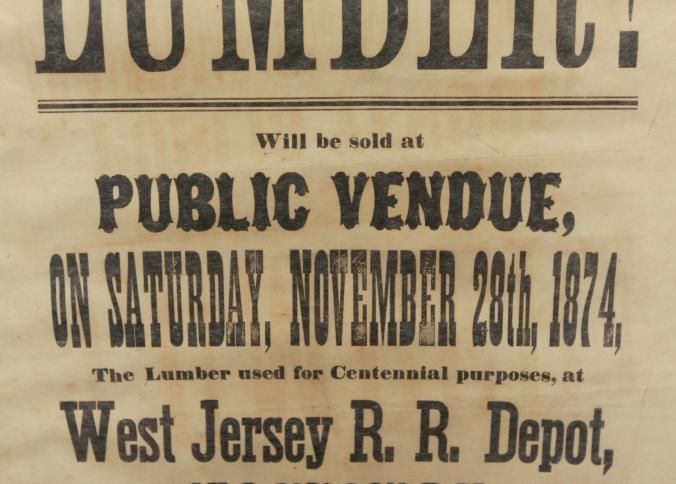 LUMBER!
Will be sold at
PUBLIC VENDUE,
ON SATURDAY, NOVEMBER 28th, 1874,
The Lumber used for Centennial purposes, at
West Jersey R. R. Depot,